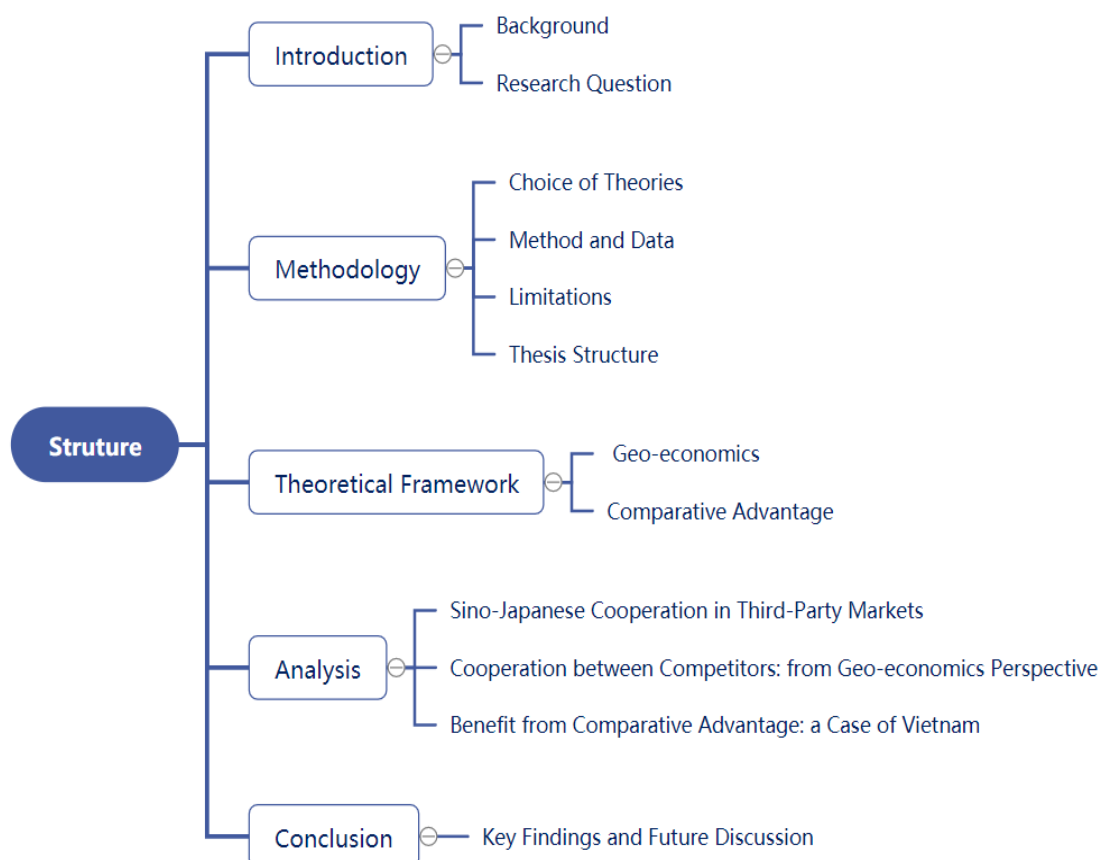 Struture
Introduction
Background
Research Question
Methodology
Choice of Theories
Method and Data
Limitations
Thesis Structure
Theoretical Framework
Geo-economics
Comparative Advantage
Analysis
Sino-Japanese Cooperation in Third-Party Markets
Cooperation between Competitors: from Geo-economics Perspective
Benefit from Comparative Advantage: a Case of Vietnam
Conclusion
Key Findings and Future Discussion